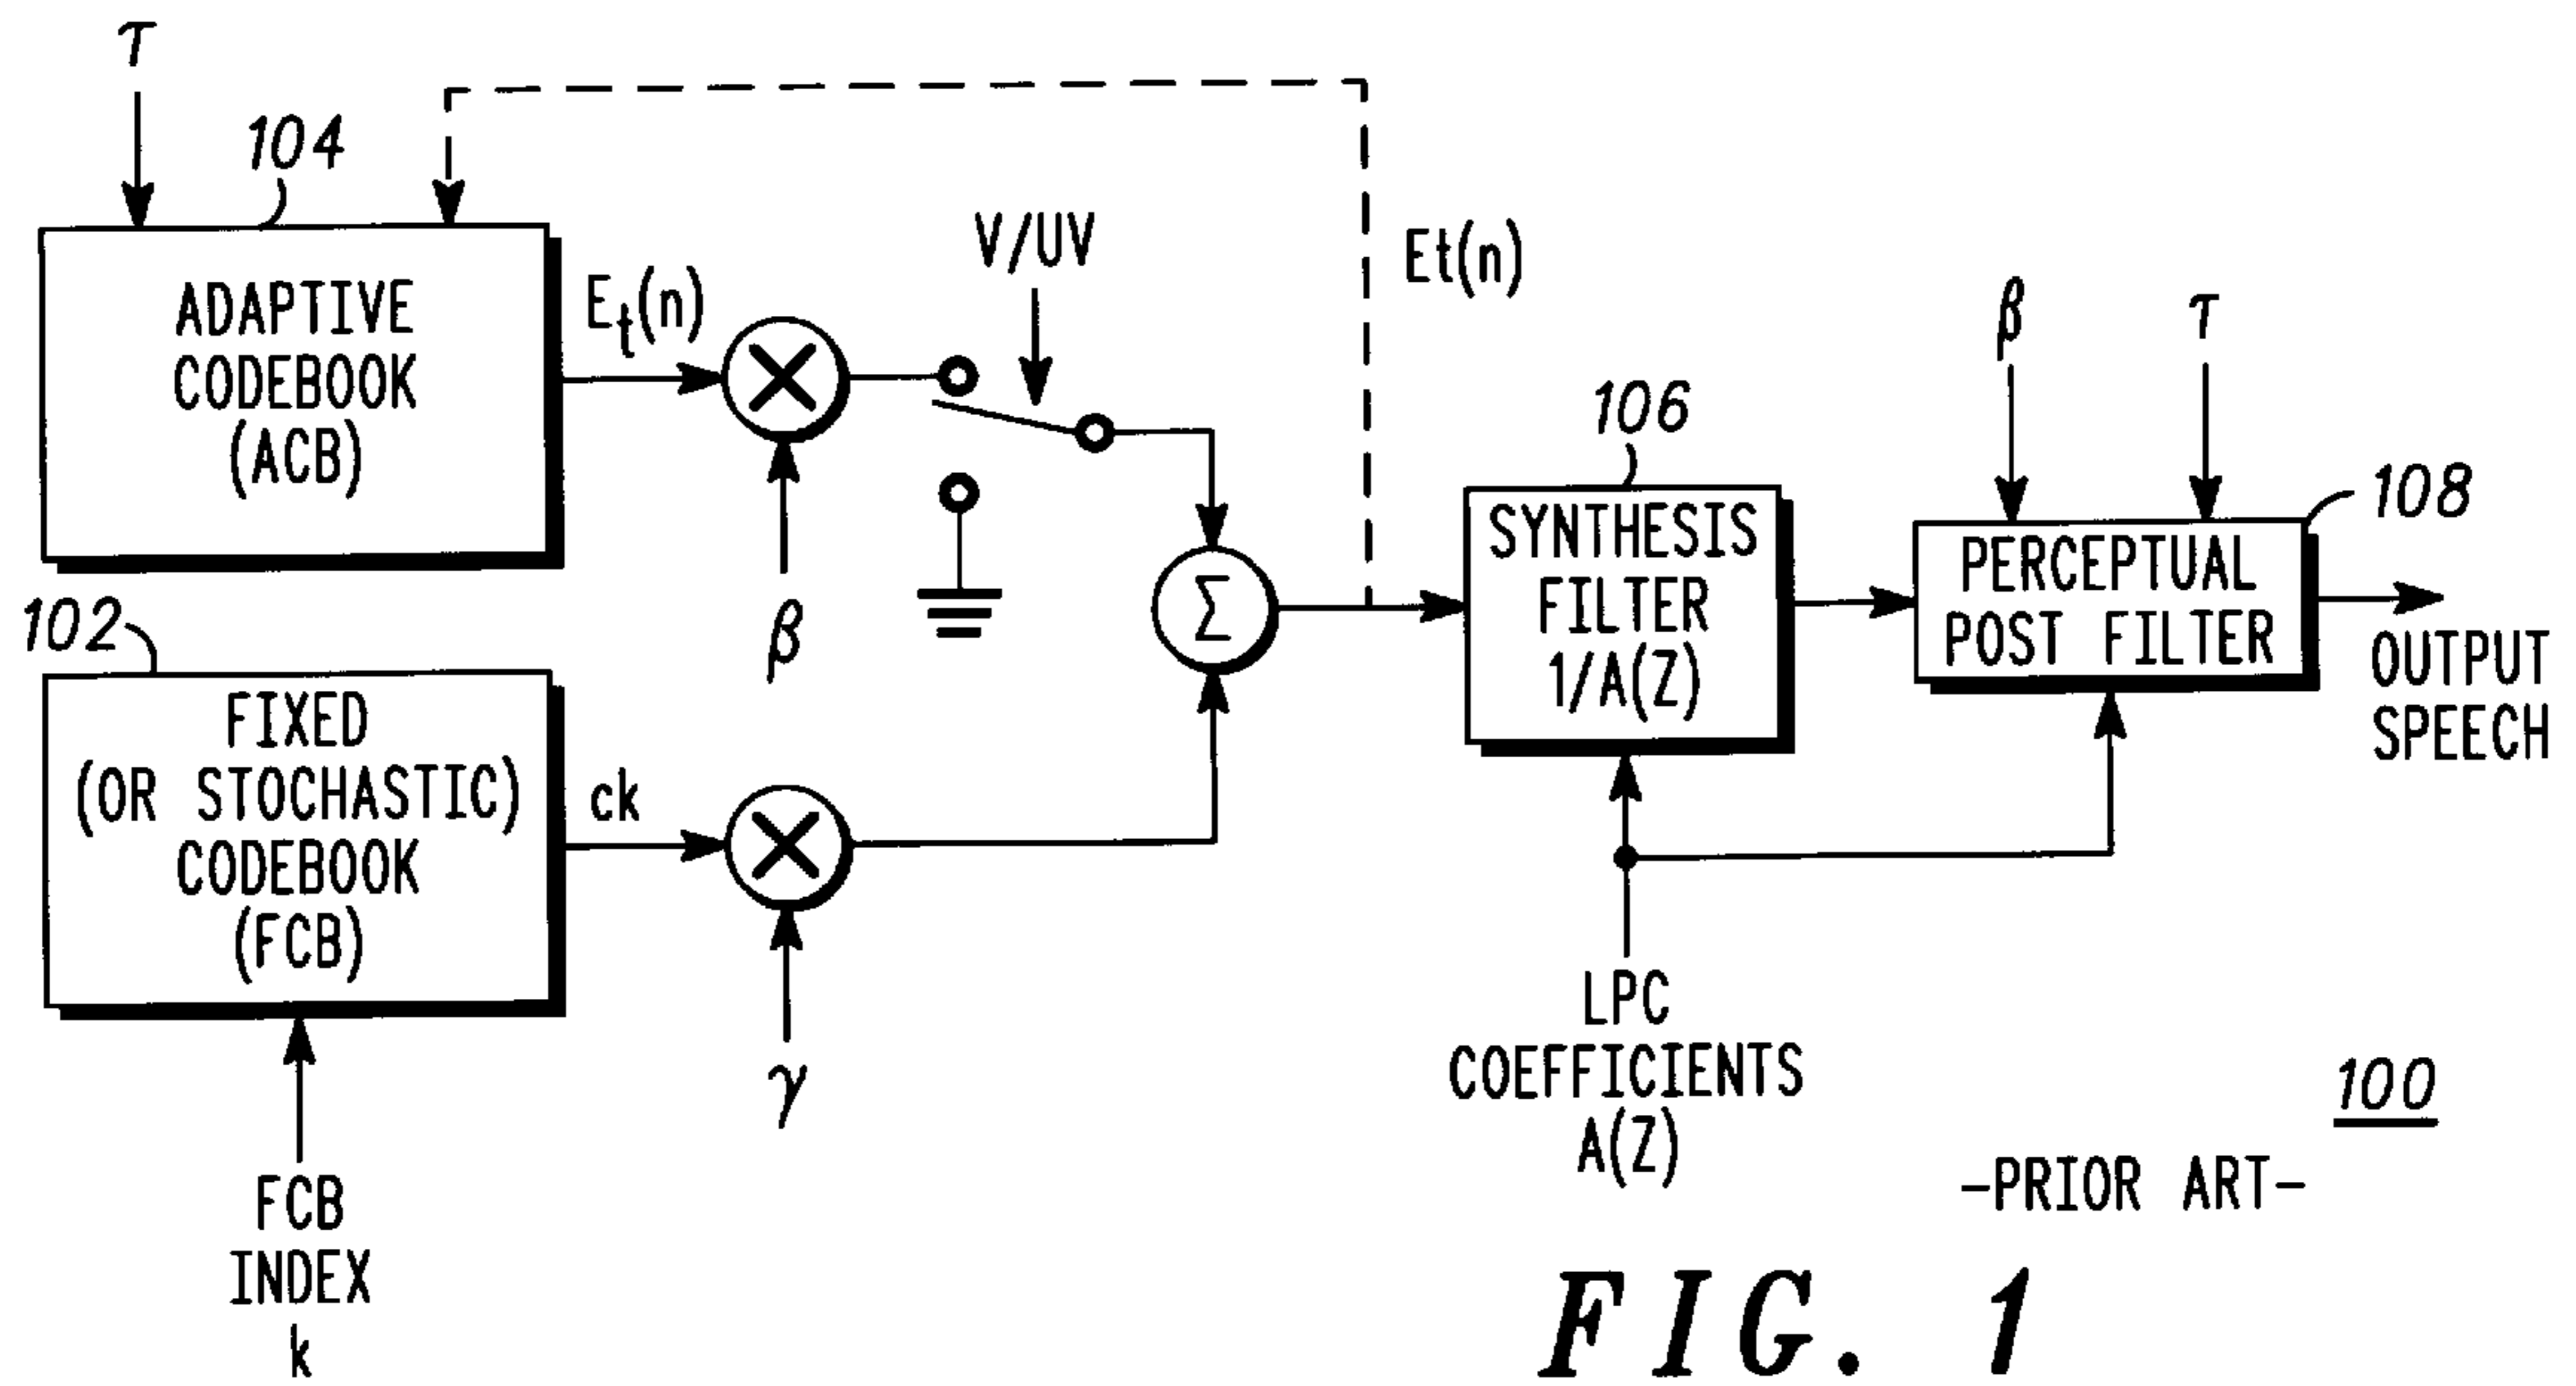 τ
104
ADAPTIVE
CODEBOOK
(ACB)
Et(n)
β
V/UV
Et(n)
102
FIXED
(OR STOCHASTIC)
CODEBOOK
(FCB)
ck
γ
FCB
INDEX
k
Σ
106
SYNTHESIS
FILTER
1/A(Z)
LPC
COEFFICIENTS
A(Z)
β
τ
108
PERCEPTUAL
POST FILTER
OUTPUT
SPEECH
100
-PRIOR ART-
FIG. 1